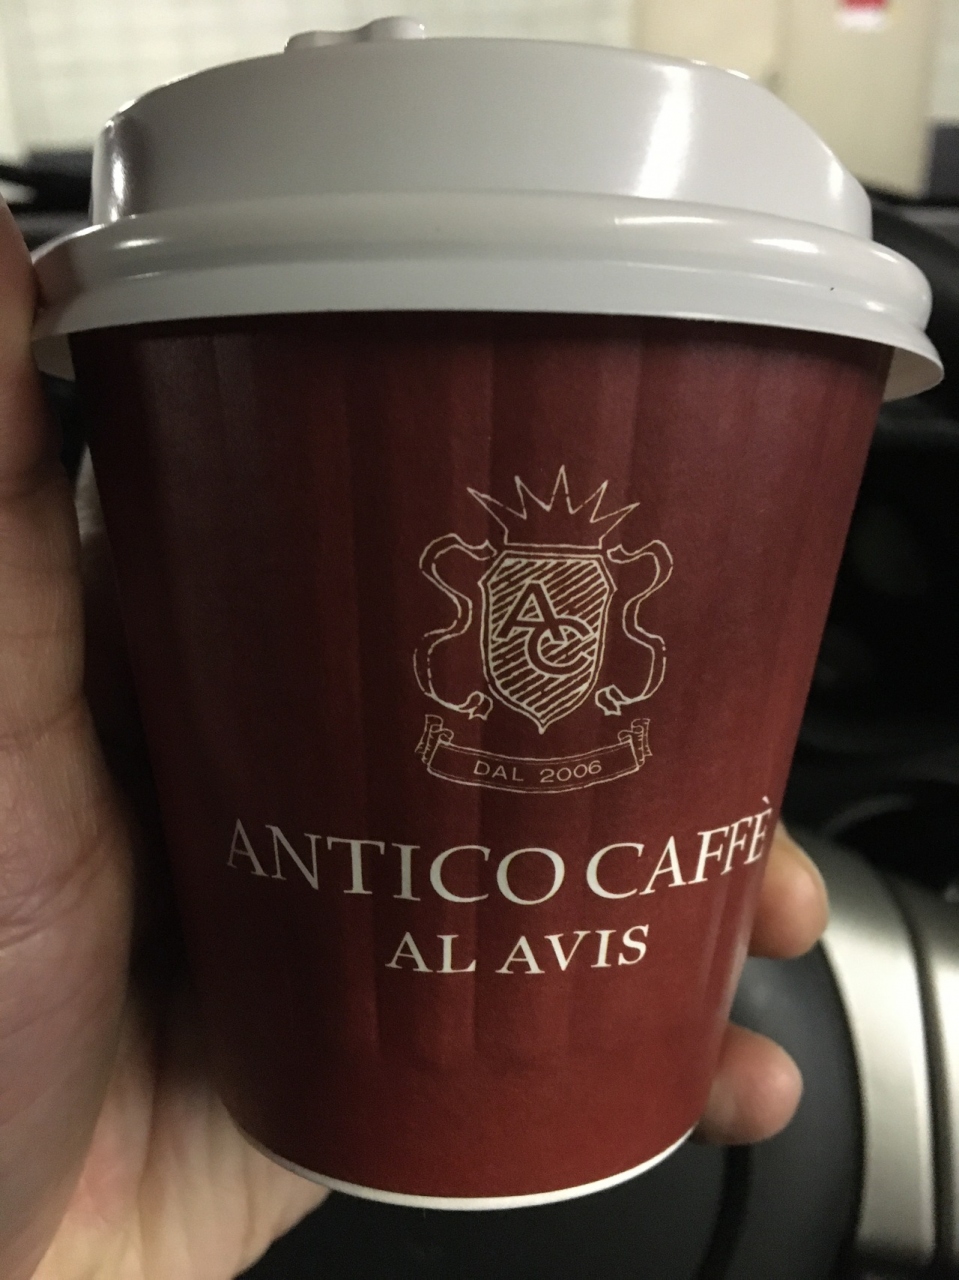 AC
DAL 2006
ANTICO CAFFÈ
AL AVIS